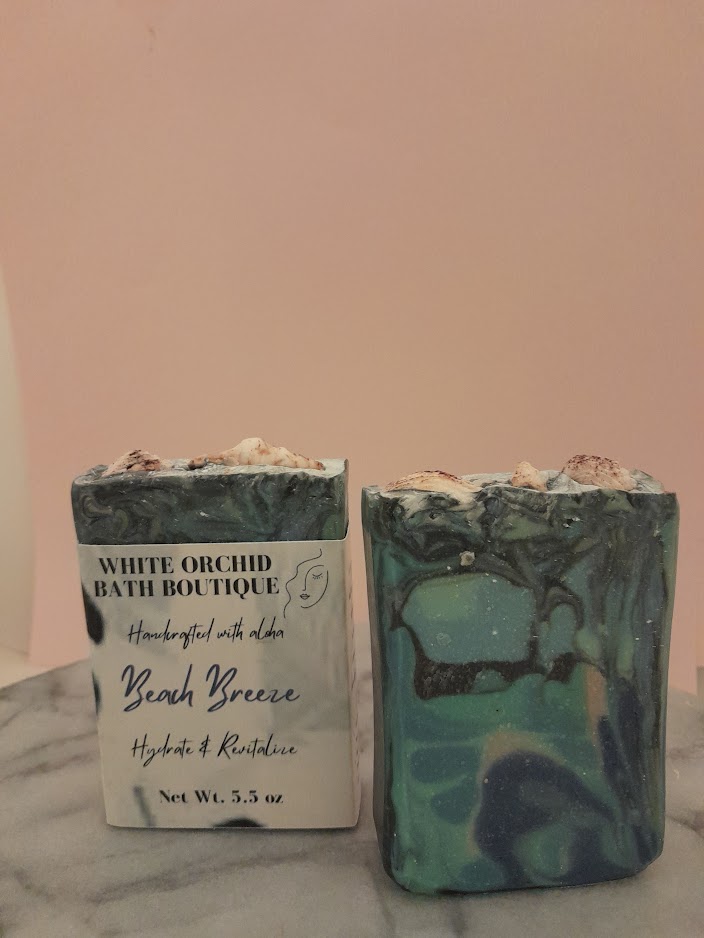 WHITE ORCHID
BATH BOUTIQUE
Handcrafted with aloha
Beach Breeze
Hydrate & Revitalize
Net Wt. 5.5 oz